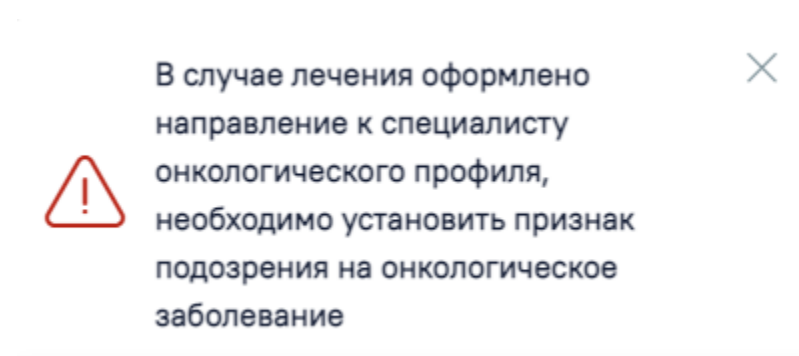 В случае лечения оформлено
направление к специалисту
онкологического профиля,
необходимо установить признак
подозрения на онкологическое
заболевание